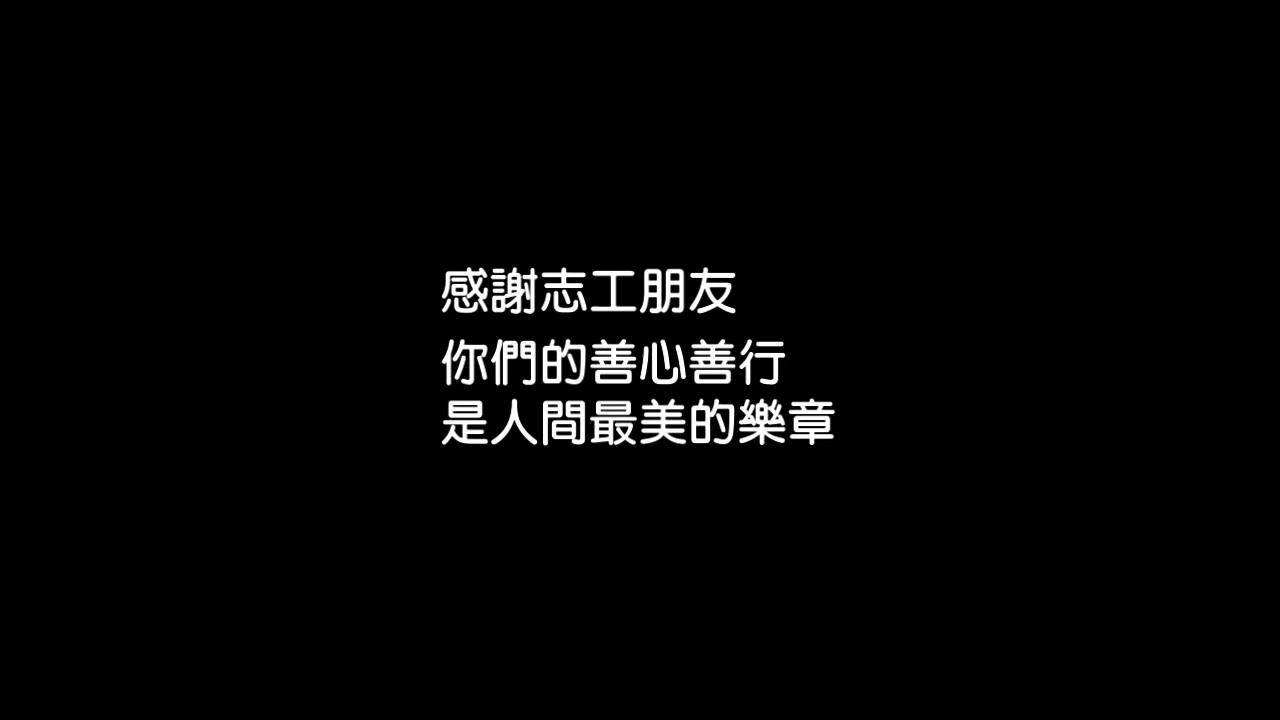 感謝志工朋友
你們的善心善行
是人間最美的樂章